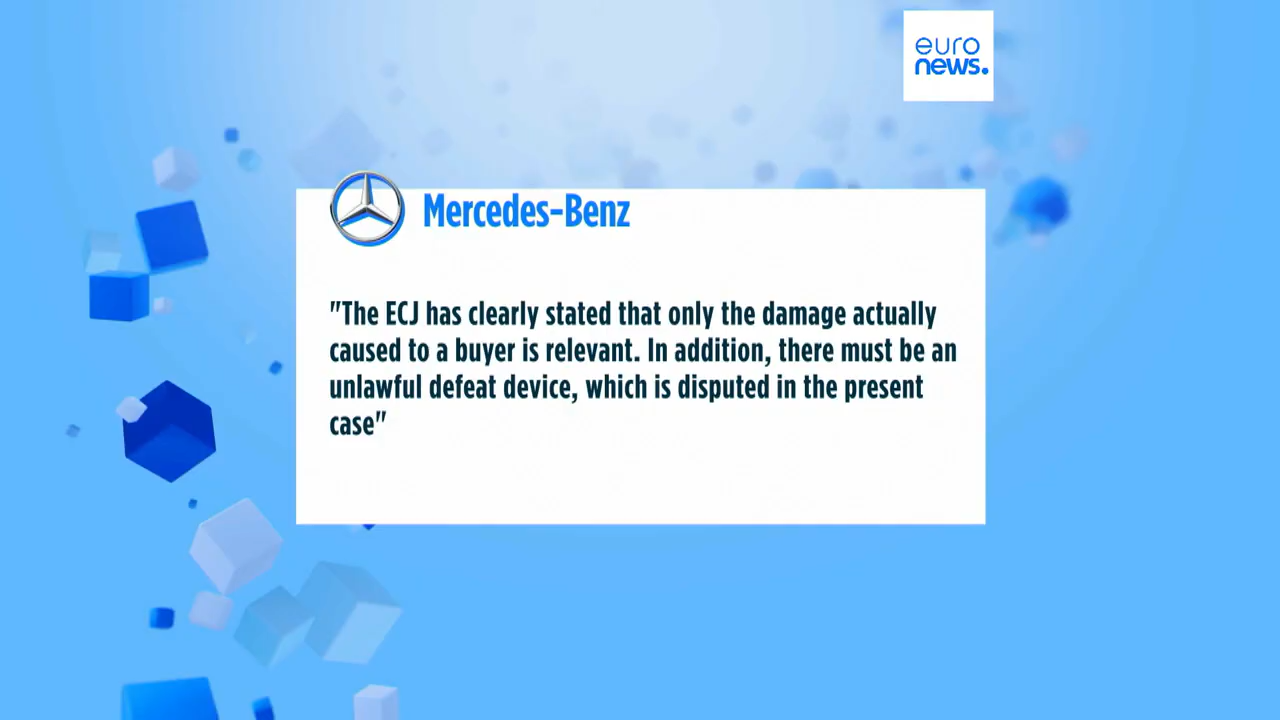 euro
news.
Mercedes-Benz
"The ECJ has clearly stated that only the damage actually
caused to a buyer is relevant. In addition, there must be an
unlawful defeat device, which is disputed in the present
case"